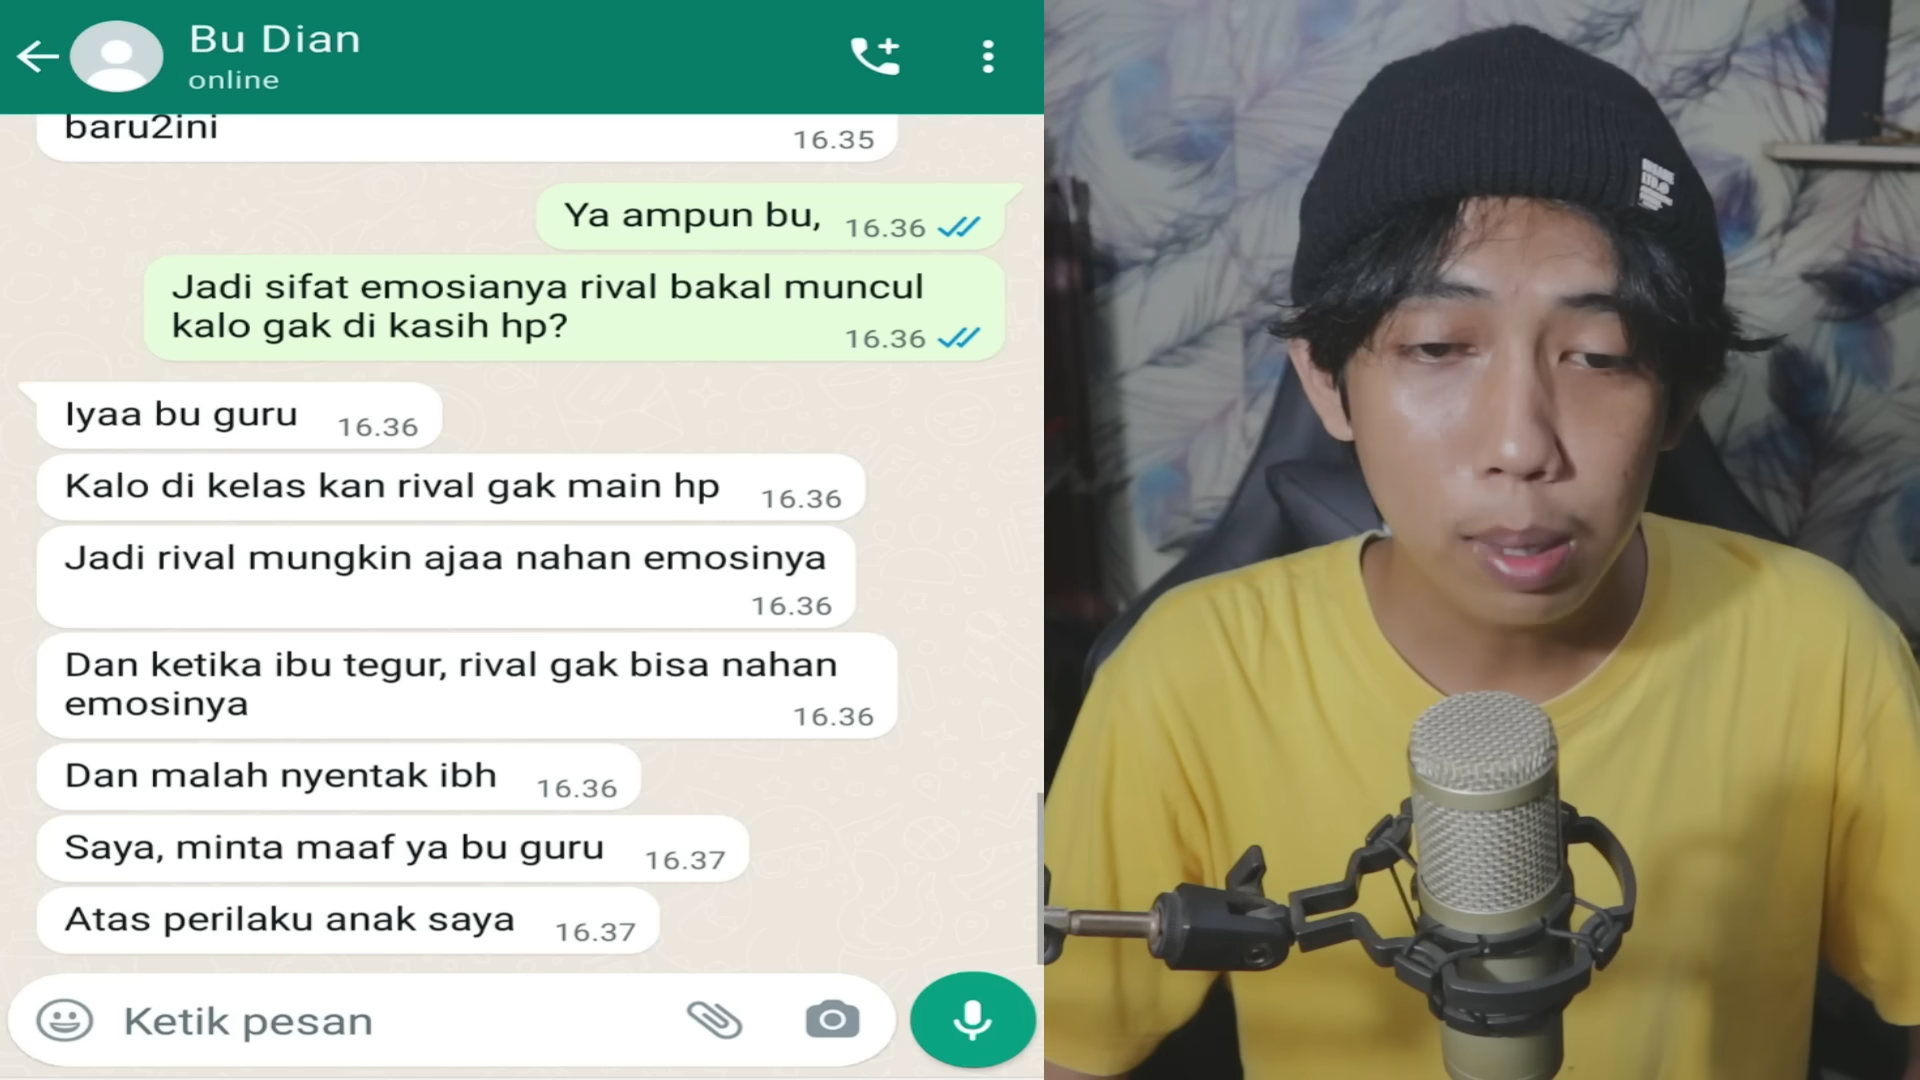 Bu Dian
online
baru2ini
16.35
Ya ampun bu, 16.36
Jadi sifat emosianya rival bakal muncul
kalo gak di kasih hp? 16.36
Iyaa bu guru 16.36
Kalo di kelas kan rival gak main hp 16.36
Jadi rival mungkin ajaa nahan emosinya
16.36
Dan ketika ibu tegur, rival gak bisa nahan
emosinya 16.36
Dan malah nyentak ibh 16.36
Saya, minta maaf ya bu guru 16.37
Atas perilaku anak saya 16.37
Ketik pesan